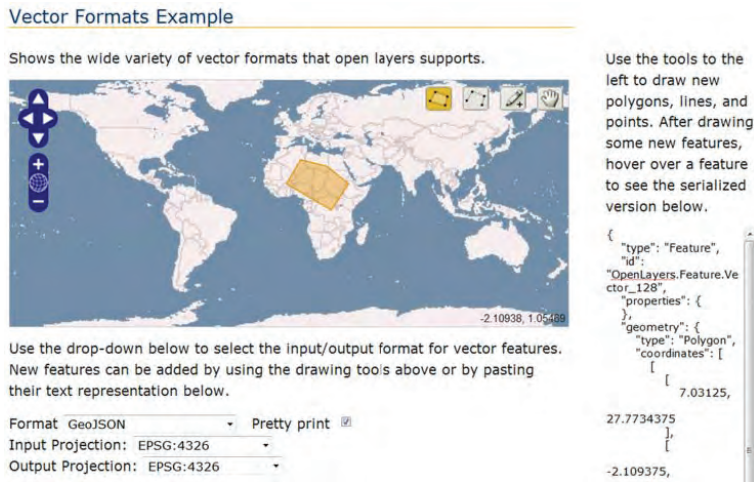 Vector Formats Example
Shows the wide variety of vector formats that open layers supports.
-2.10938, 1.05469
Use the drop-down below to select the input/output format for vector features.
New features can be added by using the drawing tools above or by pasting
their text representation below.
Format GeoJSON Pretty print
Input Projection: EPSG:4326
Output Projection: EPSG:4326
Use the tools to the
left to draw new
polygons, lines, and
points. After drawing
some new features,
hover over a feature
to see the serialized
version below.
{
"type": "Feature",
"id":
"OpenLayers.Feature.Ve
ctor_128",
"properties": {
},
"geometry": {
"type": "Polygon",
"coordinates": [
[
[
7.03125,
27.7734375
],
[
-2.109375,